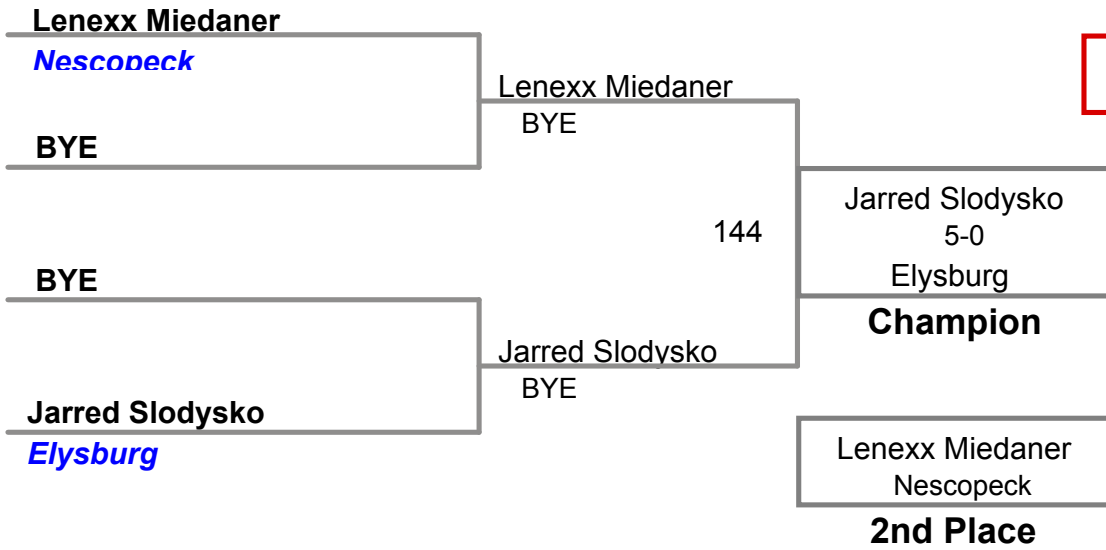 Lenexx Miedaner
Nescopeck
BYE
Lenexx Miedaner
BYE
BYE
Jarred Slodysko
Elysburg
Jarred Slodysko
BYE
144
Jarred Slodysko
5-0
Elysburg
Champion
Lenexx Miedaner
Nescopeck
2nd Place